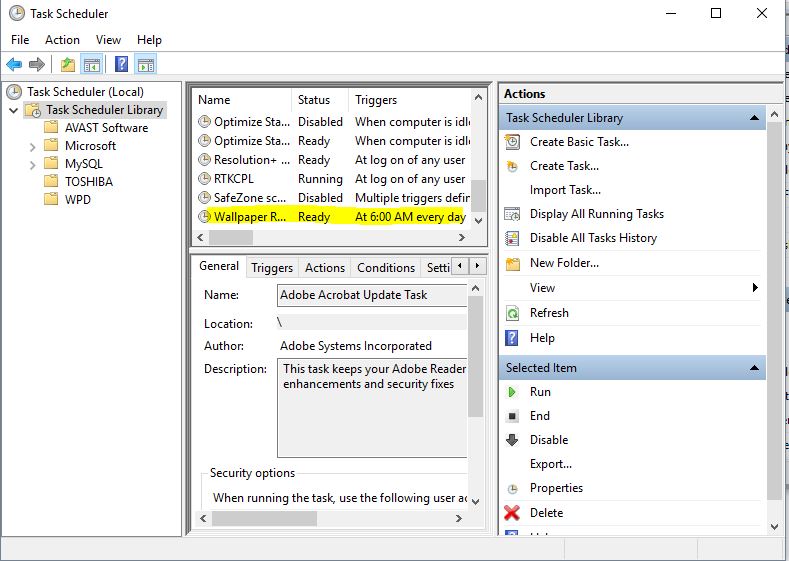 Task Scheduler
File Action View Help
Task Scheduler (Local)
Task Scheduler Library
AVAST Software
Microsoft
MySQL
TOSHIBA
WPD
Name Status Triggers
Optimize Sta... Disabled When computer is idle
Optimize Sta... Ready When computer is idle
Resolution+ ... Ready At log on of any user
RTKCPL Running At log on of any user
SafeZone sc... Disabled Multiple triggers defin
Wallpaper R... Ready At 6:00 AM every day
General Triggers Actions Conditions Setti
Name: Adobe Acrobat Update Task
Location: \
Author: Adobe Systems Incorporated
Description: This task keeps your Adobe Reader
enhancements and security fixes
Security options
When running the task, use the following user ac
Actions
Task Scheduler Library
Create Basic Task...
Create Task...
Import Task...
Display All Running Tasks
Disable All Tasks History
New Folder...
View
Refresh
Help
Selected Item
Run
End
Disable
Export...
Properties
Delete